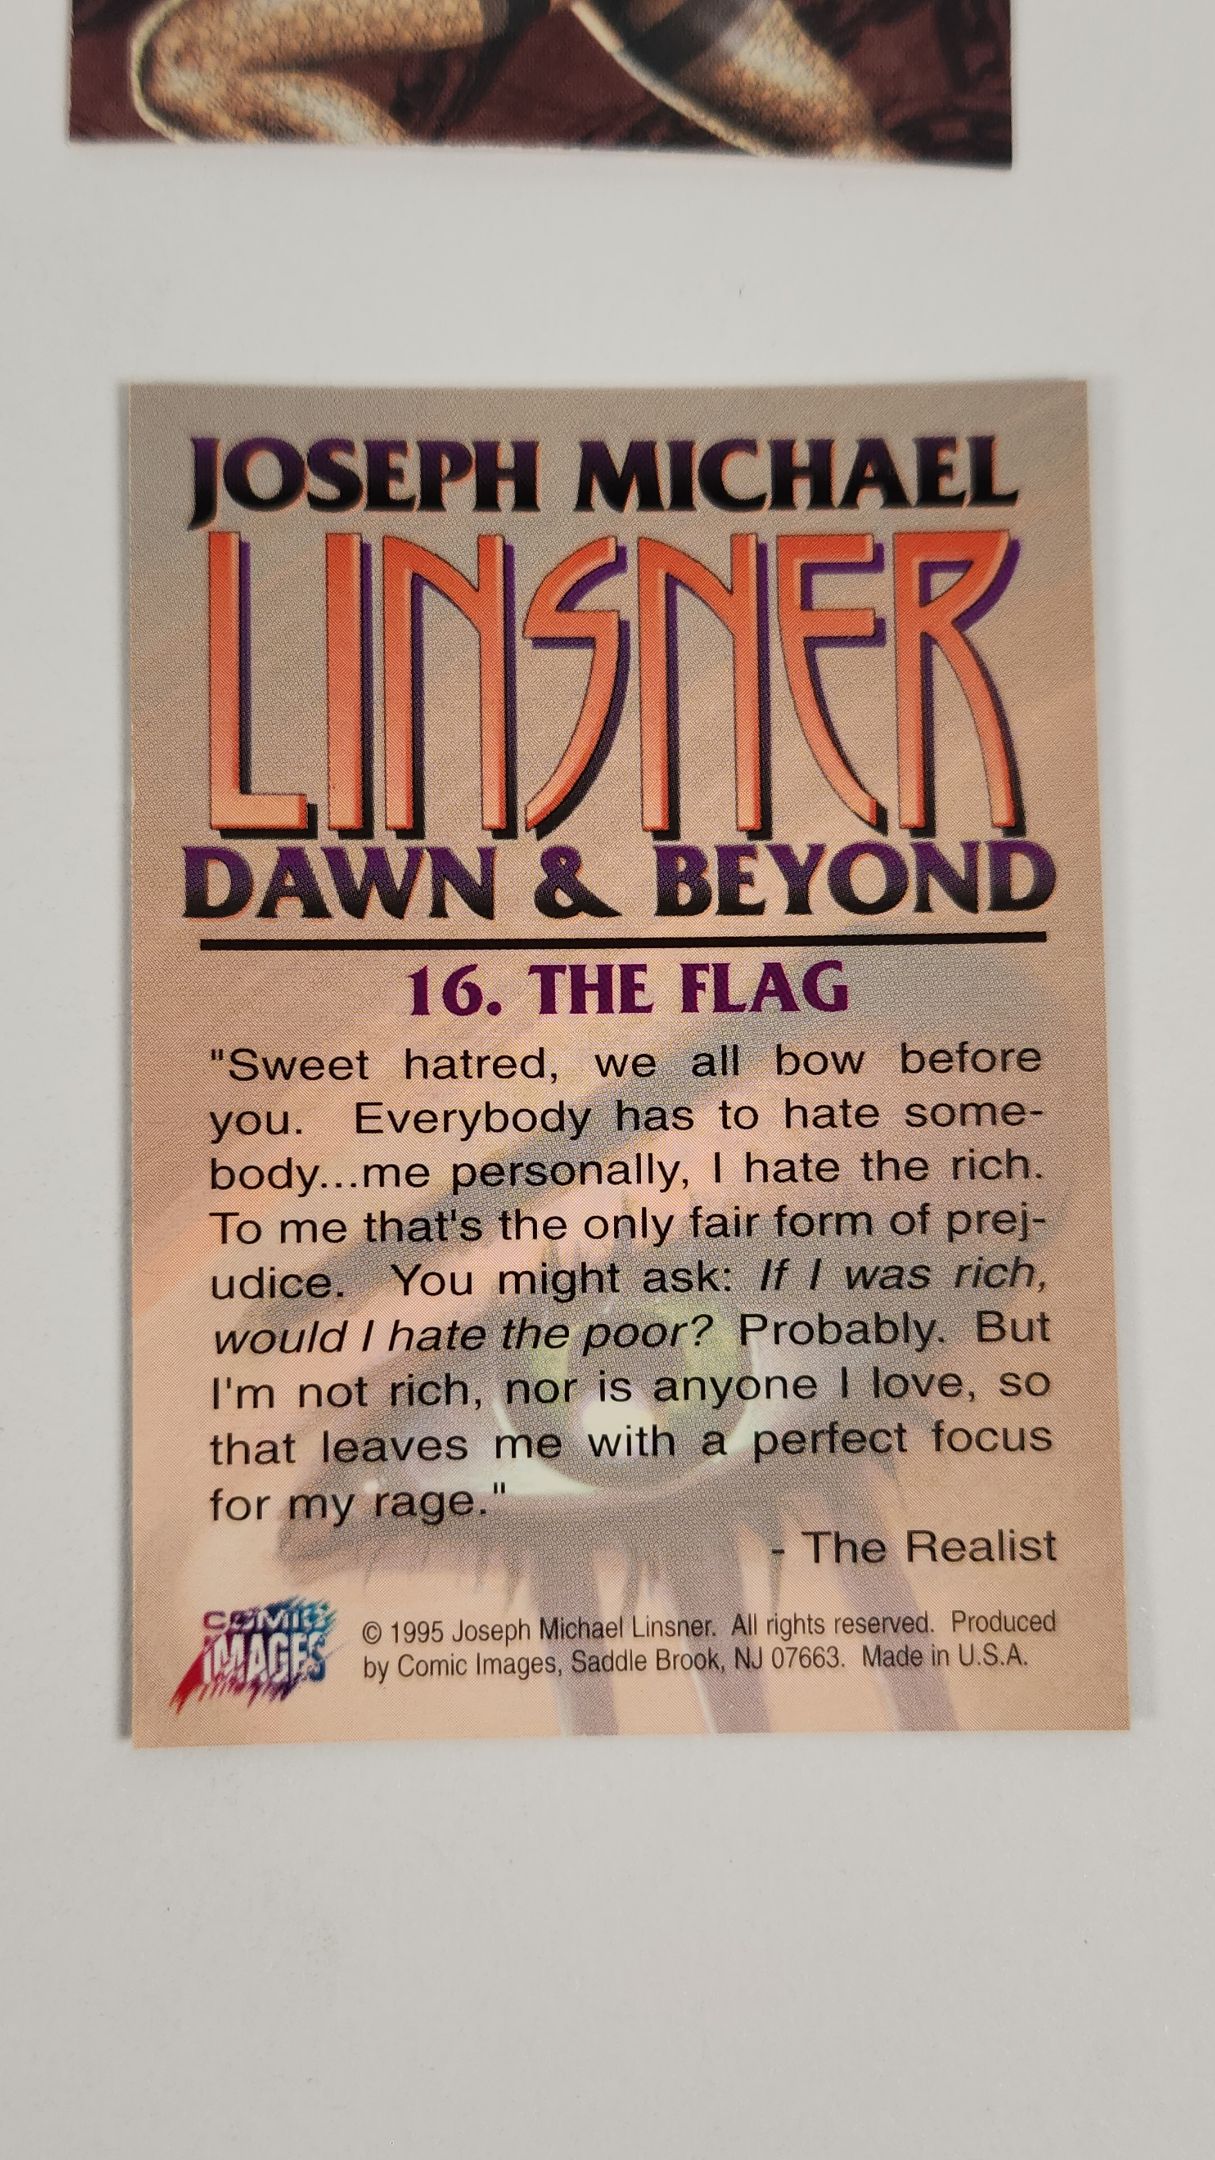 JOSEPH MICHAEL
LINSNER
DAWN & BEYOND
16. THE FLAG
"Sweet hatred, we all bow before
you. Everybody has to hate some-
body...me personally, I hate the rich.
To me that's the only fair form of prej-
udice. You might ask: If I was rich,
would I hate the poor? Probably. But
I'm not rich, nor is anyone I love, so
that leaves me with a perfect focus
for my rage."
- The Realist
COMIC
IMAGES
© 1995 Joseph Michael Linsner. All rights reserved. Produced
by Comic Images, Saddle Brook, NJ 07663. Made in U.S.A.